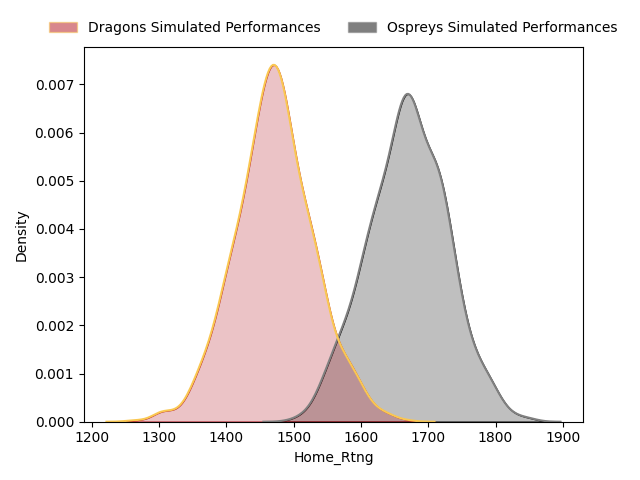 Dragons Simulated Performances
Ospreys Simulated Performances
0.007
0.006
0.005
0.004
0.003
0.002
0.001
0.000
Density
1200 1300 1400 1500 1600 1700 1800 1900
Home_Rtng